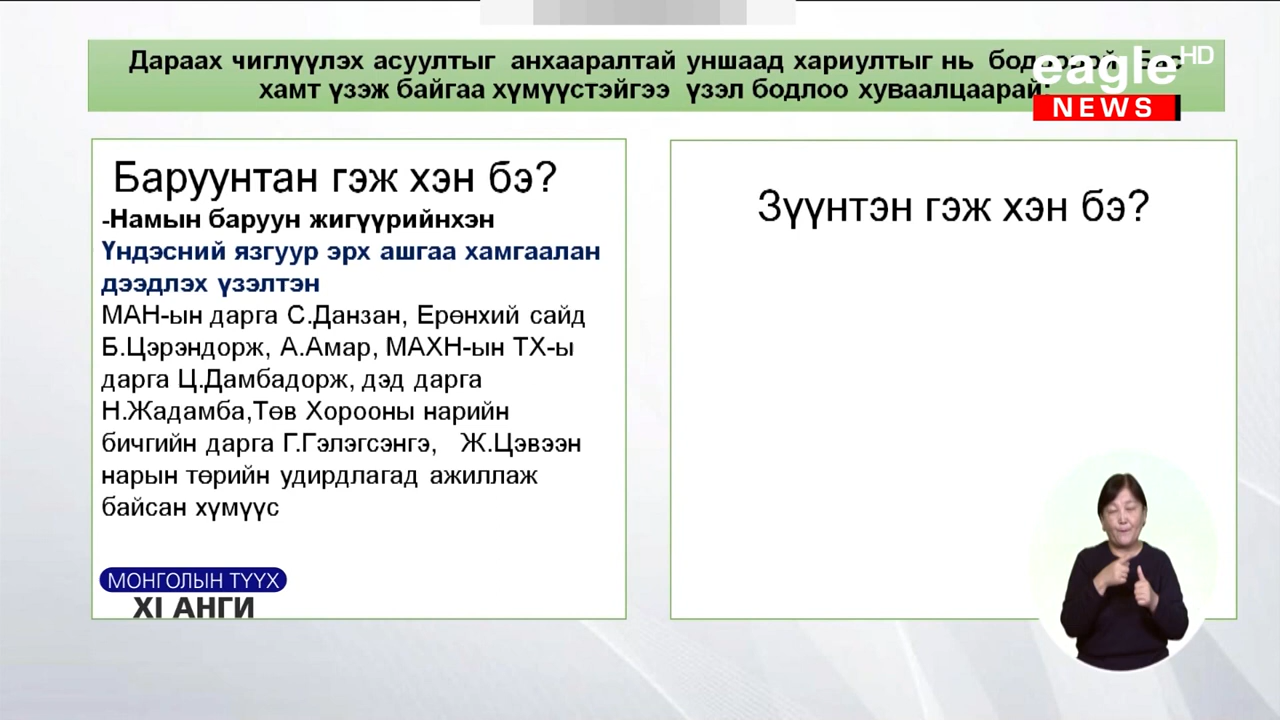 Дараах чиглүүлэх асуултыг анхааралтай уншаад хариултыг нь
хамт үзэж байгаа хүмүүстэйгээ үзэл бодлоо хуваалцаарай:
eagle HD
NEWS
Баруунтан гэж хэн бэ?
-Намын баруун жигүүрийнхэн
Үндэсний язгуур эрх ашгаа хамгаалан
дээдлэх үзэлтэн
МАН-ын дарга С.Данзан, Ерөнхий сайд
Б.Цэрэндорж, А.Амар, МАХН-ын ТХ-ы
дарга Ц.Дамбадорж, дэд дарга
Н.Жадамба,Төв Хорооны нарийн
бичгийн дарга Г.Гэлэгсэнгэ, Ж.Цэвээн
нарын төрийн удирдлагад ажиллаж
байсан хүмүүс
МОНГОЛЫН ТҮҮХ
XI АНГИ
Зүүнтэн гэж хэн бэ?